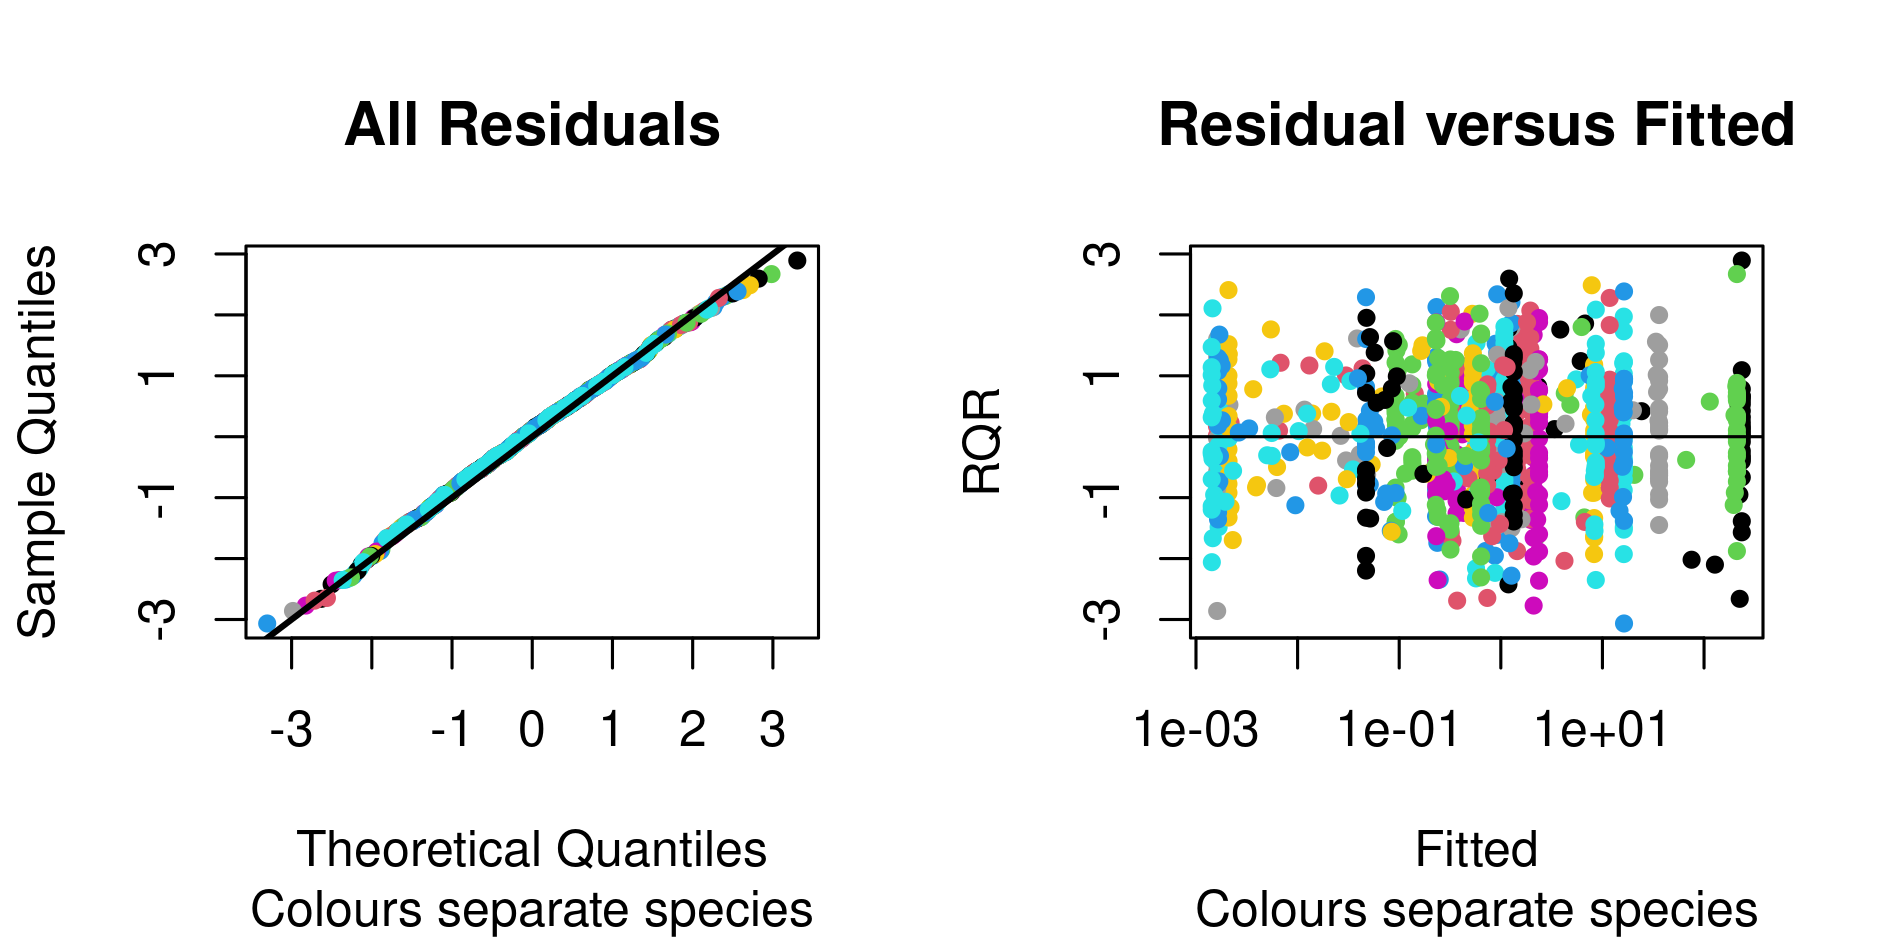 All Residuals
Sample Quantiles
3
1
-1
-3
-3
-1
0
1
2
3
Theoretical Quantiles
Colours separate species
Residual versus Fitted
RQR
3
1
-1
-3
1e-03
1e-01
1e+01
Fitted
Colours separate species